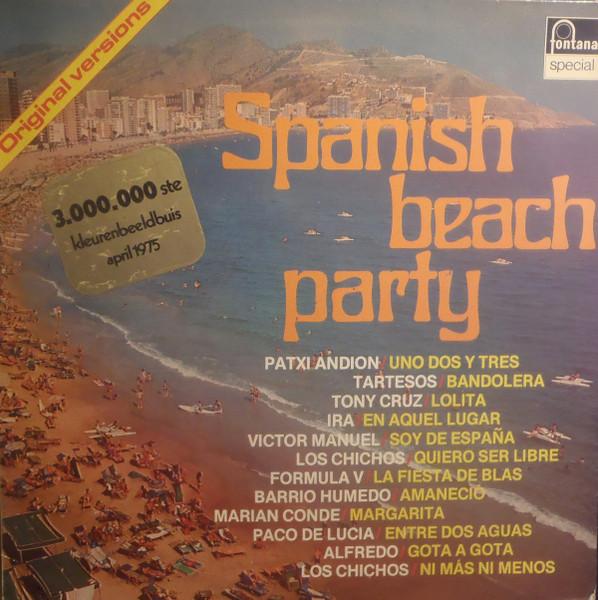 Original versions
fontana
special
Spanish
beach
party
3.000.000 ste
kleurenbeeldbuis
april 1975
PATXI ANDION / UNO DOS Y TRES
TARTESOS / BANDOLERA
TONY CRUZ / LOLITA
IRA / EN AQUEL LUGAR
VICTOR MANUEL / SOY DE ESPAÑA
LOS CHICHOS / QUIERO SER LIBRE
FORMULA V / LA FIESTA DE BLAS
BARRIO HUMEDO / AMANECIO
MARIAN CONDE / MARGARITA
PACO DE LUCIA / ENTRE DOS AGUAS
ALFREDO / GOTA A GOTA
LOS CHICHOS / NI MÁS NI MENOS